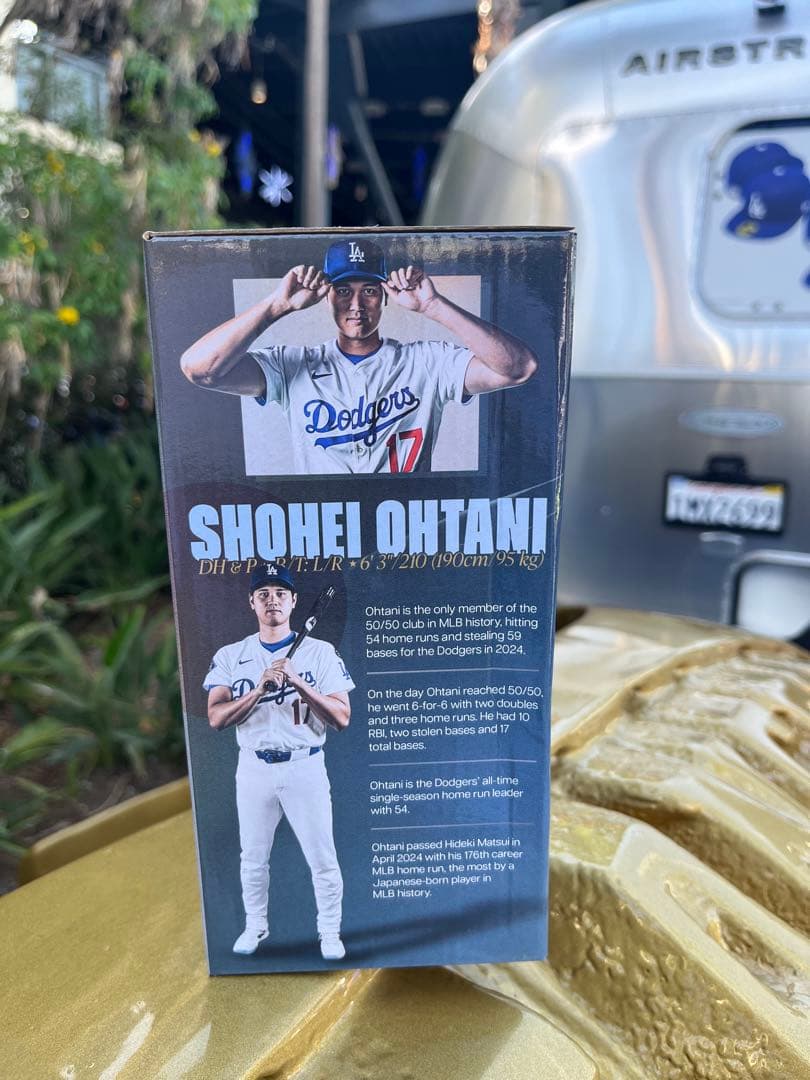 AIRSTR
LA
LA
Dodgers
17
SHOHEI OHTANI
DH & P ★ B/T: L/R ★ 6' 3"/210 (190cm/95 kg)
LA
Dodgers
17
Ohtani is the only member of the
50/50 club in MLB history, hitting
54 home runs and stealing 59
bases for the Dodgers in 2024.
On the day Ohtani reached 50/50,
he went 6-for-6 with two doubles
and three home runs. He had 10
RBI, two stolen bases and 17
total bases.
Ohtani is the Dodgers' all-time
single-season home run leader
with 54.
Ohtani passed Hideki Matsui in
April 2024 with his 176th career
MLB home run, the most by a
Japanese-born player in
MLB history.